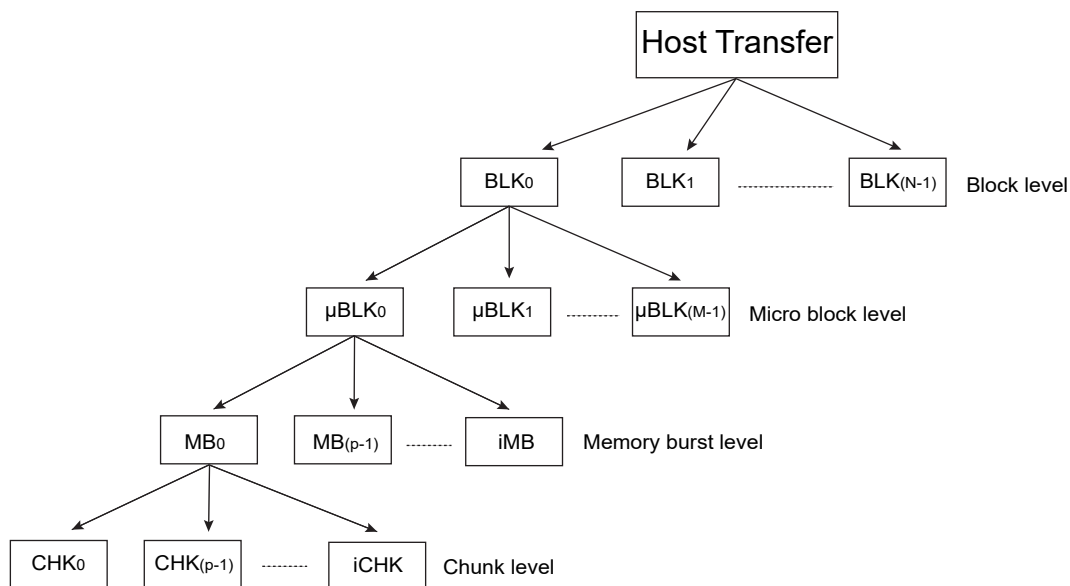 Host Transfer
BLK0
BLK1
BLK(N-1)
Block level
µBLK0
µBLK1
µBLK(M-1)
Micro block level
MB0
MB(p-1)
iMB
Memory burst level
CHK0
CHK(p-1)
iCHK
Chunk level